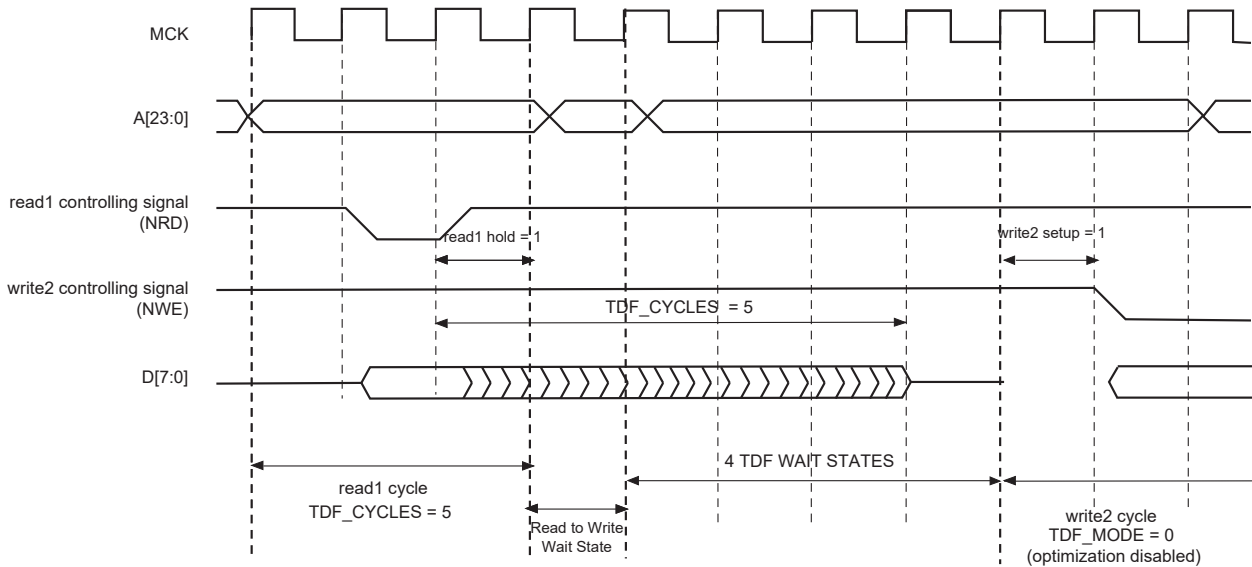 MCK
A[23:0]
read1 controlling signal
(NRD)
read1 hold = 1
write2 setup = 1
write2 controlling signal
(NWE)
TDF_CYCLES = 5
D[7:0]
4 TDF WAIT STATES
read1 cycle
TDF_CYCLES = 5
Read to Write
Wait State
write2 cycle
TDF_MODE = 0
(optimization disabled)